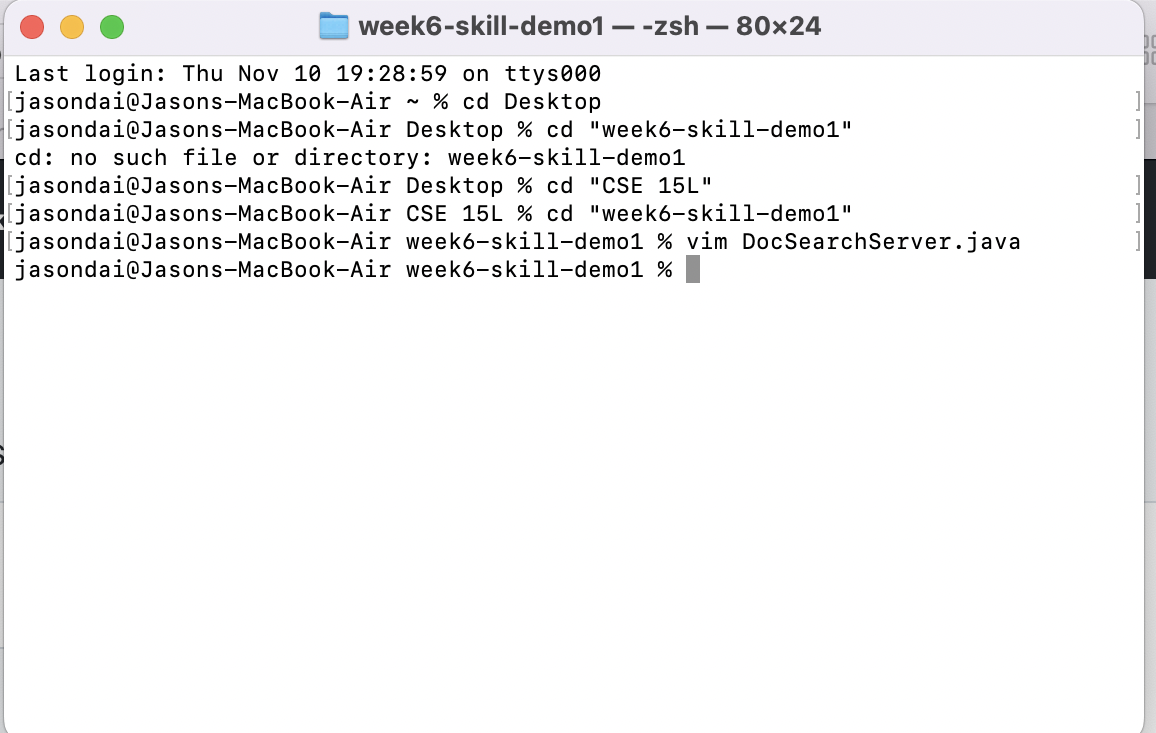 week6-skill-demo1 — -zsh — 80×24
Last login: Thu Nov 10 19:28:59 on ttys000
[jasondai@Jasons-MacBook-Air ~ % cd Desktop ]
[jasondai@Jasons-MacBook-Air Desktop % cd "week6-skill-demo1" ]
cd: no such file or directory: week6-skill-demo1
[jasondai@Jasons-MacBook-Air Desktop % cd "CSE 15L" ]
[jasondai@Jasons-MacBook-Air CSE 15L % cd "week6-skill-demo1" ]
[jasondai@Jasons-MacBook-Air week6-skill-demo1 % vim DocSearchServer.java ]
jasondai@Jasons-MacBook-Air week6-skill-demo1 %